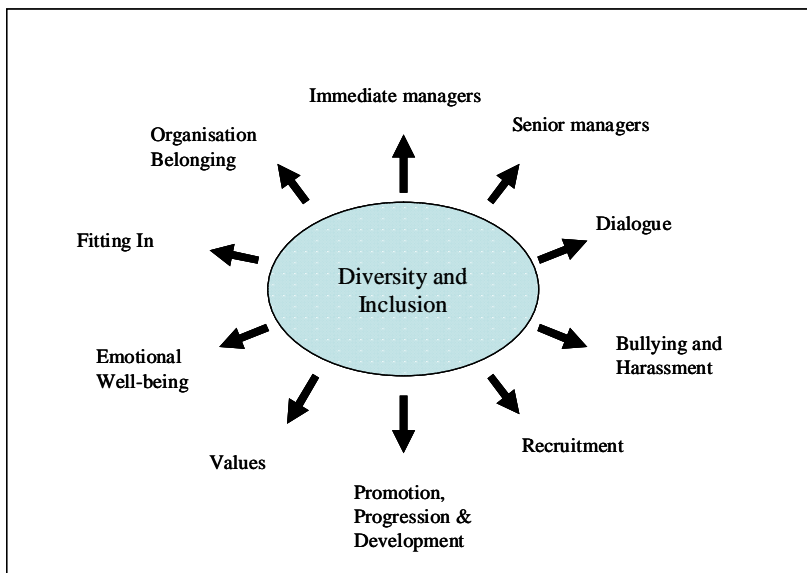 Immediate managers
Senior managers
Organisation
Belonging
Dialogue
Fitting In
Diversity and
Inclusion
Bullying and
Harassment
Emotional
Well-being
Recruitment
Values
Promotion,
Progression &
Development